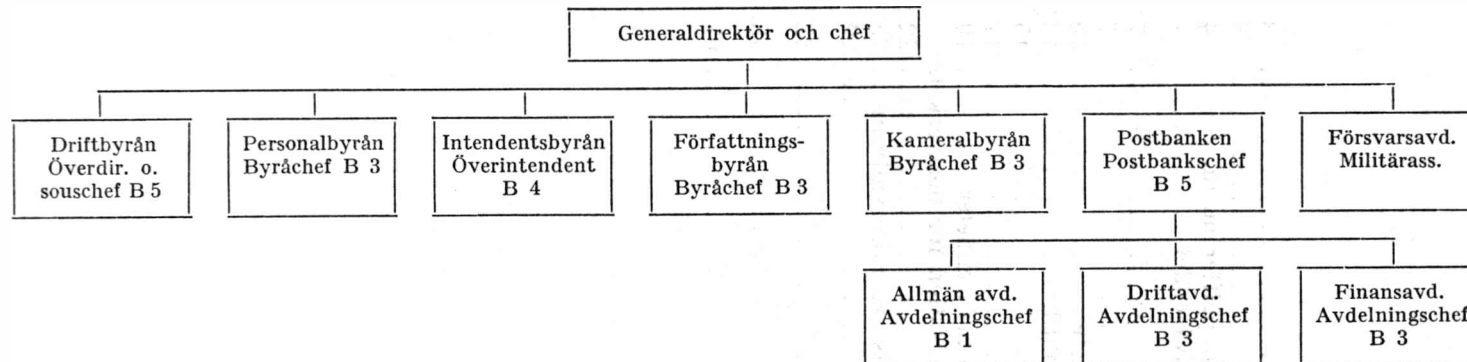 Generaldirektör och chef
Driftbyrån
Överdir. o.
souschef B 5
Personalbyrån
Byråchef B 3
Intendentsbyrån
Överintendent
B 4
Författnings-
byrån
Byråchef B 3
Kameralbyrån
Byråchef B 3
Postbanken
Postbankschef
B 5
Försvarsavd.
Militärass.
Allmän avd.
Avdelningschef
B 1
Driftavd.
Avdelningschef
B 3
Finansavd.
Avdelningschef
B 3